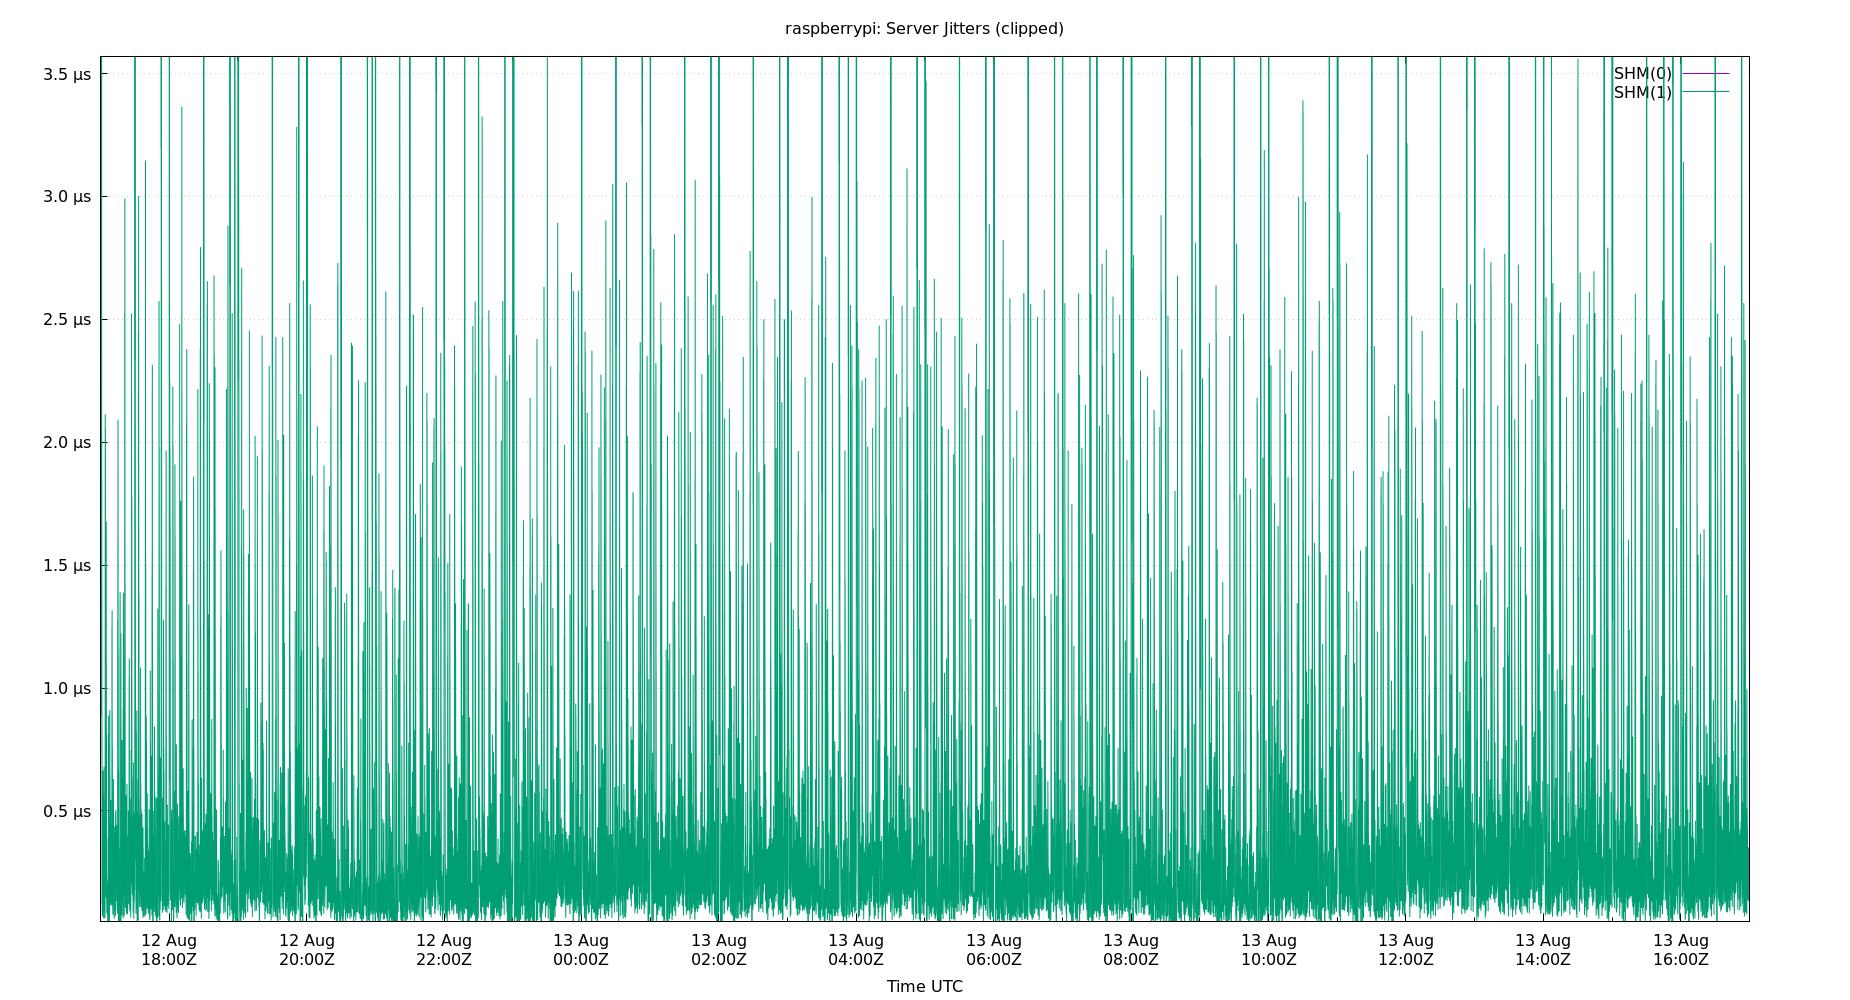 raspberrypi: Server Jitters (clipped)
3.5 µs
3.0 µs
2.5 µs
2.0 µs
1.5 µs
1.0 µs
0.5 µs
SHM(0)
SHM(1)
12 Aug
18:00Z
12 Aug
20:00Z
12 Aug
22:00Z
13 Aug
00:00Z
13 Aug
02:00Z
13 Aug
04:00Z
13 Aug
06:00Z
13 Aug
08:00Z
13 Aug
10:00Z
13 Aug
12:00Z
13 Aug
14:00Z
13 Aug
16:00Z
Time UTC